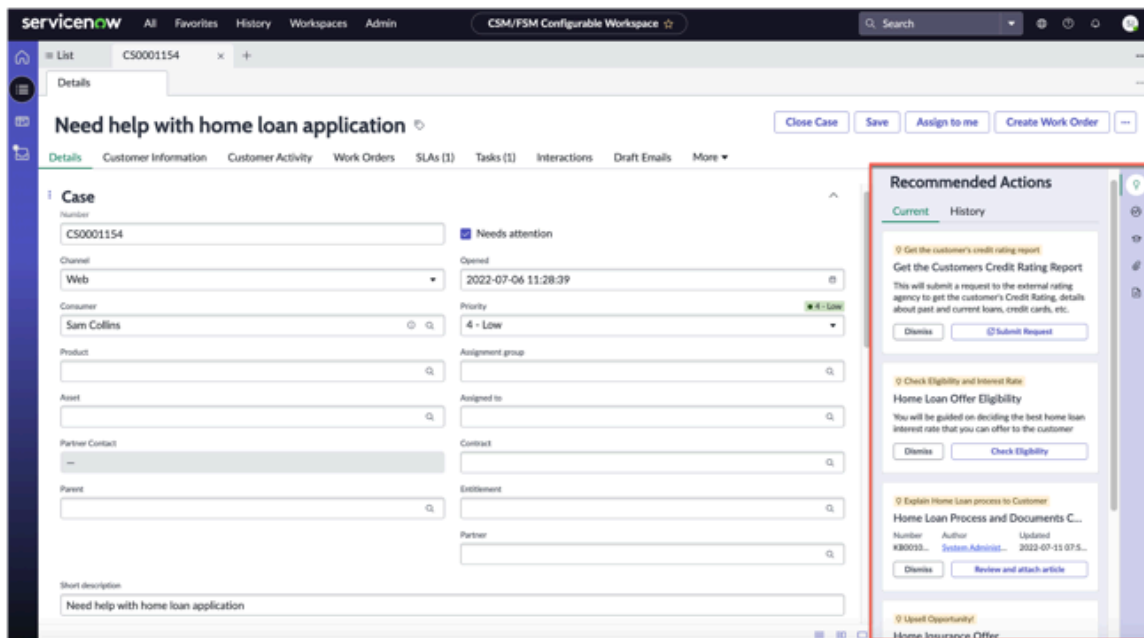 servicenow All Favorites History Workspaces Admin CSM/FSM Configurable Workspace Search
List CS0001154
Details
Need help with home loan application
Close Case Save Assign to me Create Work Order
Details Customer Information Customer Activity Work Orders SLAs (1) Tasks (1) Interactions Draft Emails More
Case
Number
CS0001154
Needs attention
Channel
Web
Opened
2022-07-06 11:28:39
Consumer
Sam Collins
Priority
4 - Low
4 - Low
Product
Assignment group
Asset
Assigned to
Partner Contact
—
Contract
Parent
Entitlement
Partner
Short description
Need help with home loan application
Recommended Actions
Current History
Get the customer's credit rating report
Get the Customers Credit Rating Report
This will submit a request to the external rating
agency to get the customer's Credit Rating, details
about past and current loans, credit cards, etc.
Dismiss Submit Request
Check Eligibility and Interest Rate
Home Loan Offer Eligibility
You will be guided on deciding the best home loan
interest rate that you can offer to the customer
Dismiss Check Eligibility
Explain Home Loan process to Customer
Home Loan Process and Documents C...
Number Author Updated
KB0010... System Administ... 2022-07-11 07:5...
Dismiss Review and attach article
Upsell Opportunity!
Home Insurance Offer